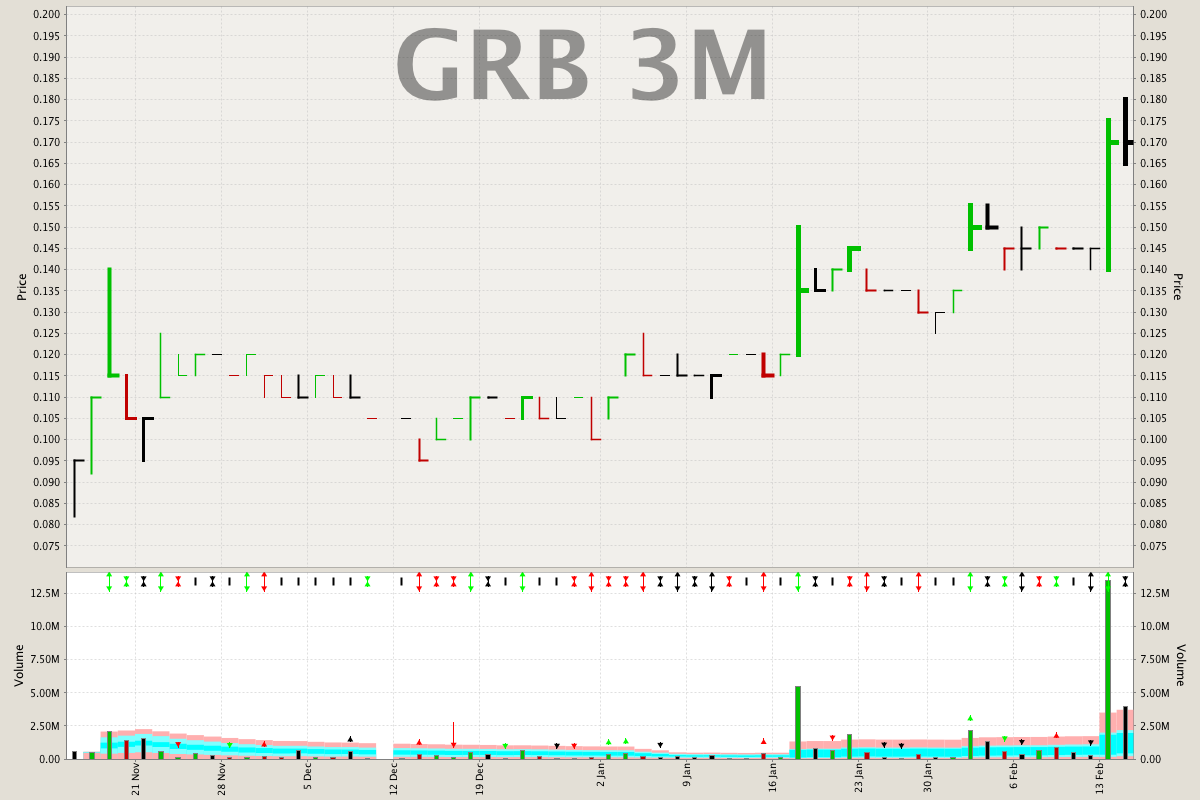 GRB 3M
0.200 0.200
0.195 0.195
0.190 0.190
0.185 0.185
0.180 0.180
0.175 0.175
0.170 0.170
0.165 0.165
0.160 0.160
0.155 0.155
0.150 0.150
0.145 0.145
0.140 0.140
Price Price
0.135 0.135
0.130 0.130
0.125 0.125
0.120 0.120
0.115 0.115
0.110 0.110
0.105 0.105
0.100 0.100
0.095 0.095
0.090 0.090
0.085 0.085
0.080 0.080
0.075 0.075
12.5M 12.5M
10.0M 10.0M
Volume Volume
7.50M 7.50M
5.00M 5.00M
2.50M 2.50M
0.00 0.00
21 Nov
28 Nov
5 Dec
12 Dec
19 Dec
2 Jan
9 Jan
16 Jan
23 Jan
30 Jan
6 Feb
13 Feb